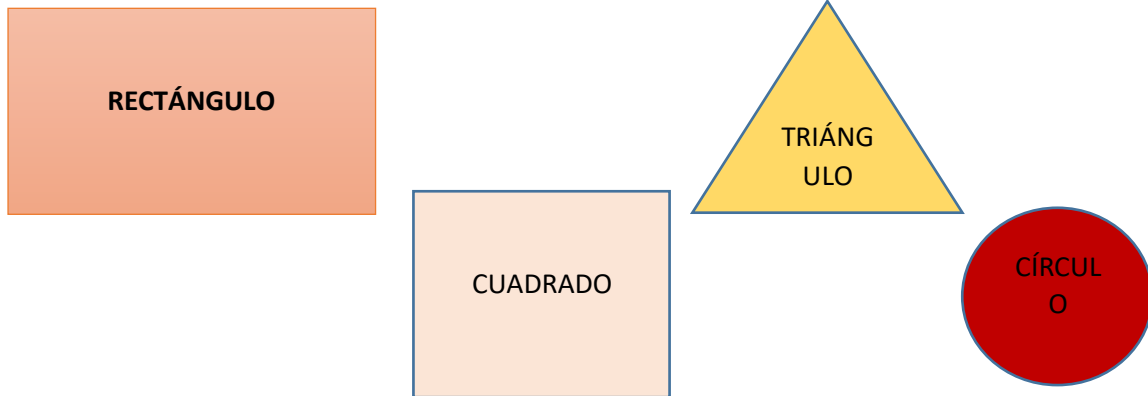 RECTÁNGULO
TRIÁNG
ULO
CUADRADO
CÍRCUL
O